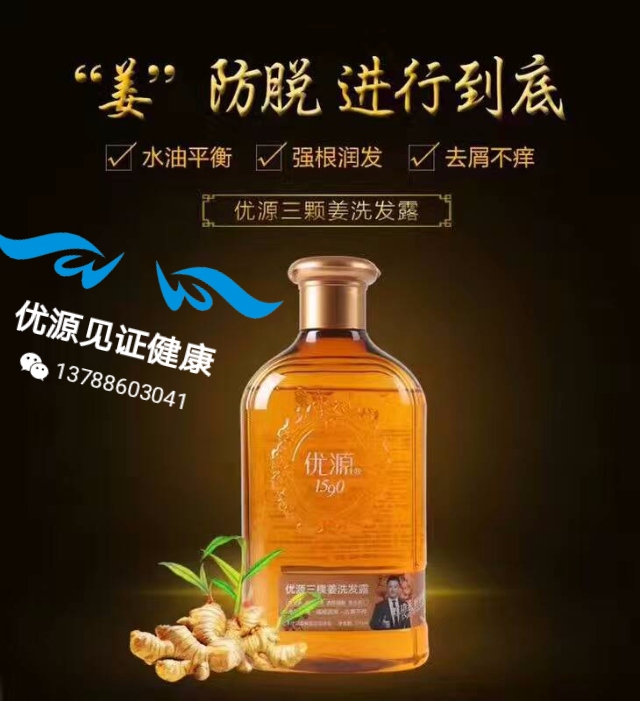 “姜”防脱 进行到底
水油平衡 强根润发 去屑不痒
优源三颗姜洗发露
优源见证健康
13788603041
优源®
1590
优源三颗姜洗发露